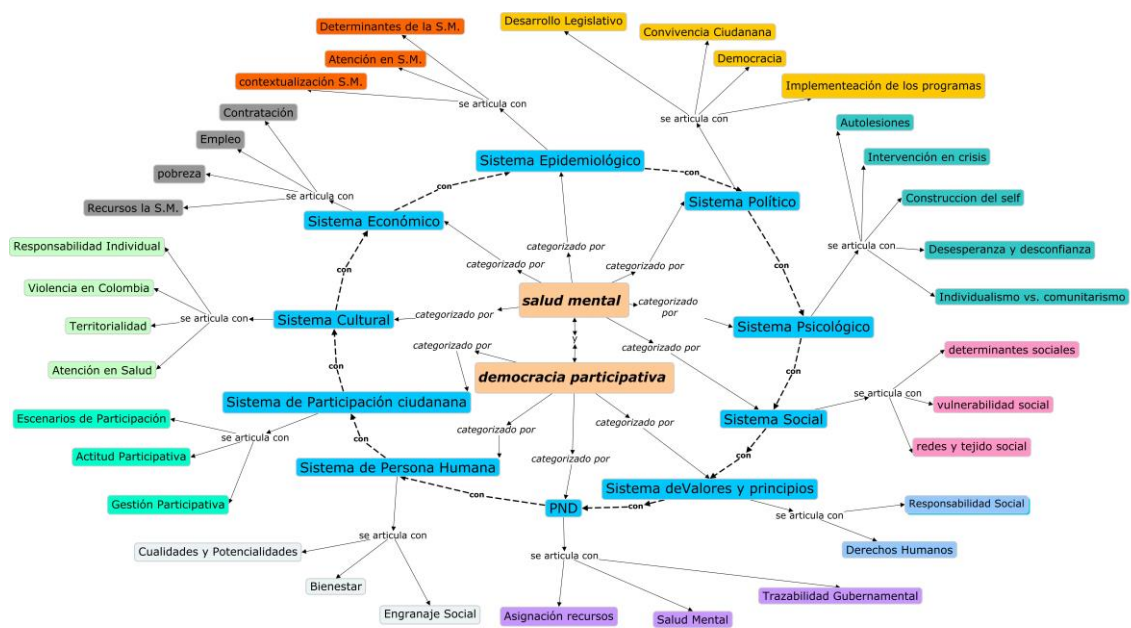 Determinantes de la S.M.
Atención en S.M.
contextualización S.M.
se articula con
Desarrollo Legislativo
Convivencia Ciudanana
Democracia
Implementeación de los programas
se articula con
Contratación
Empleo
pobreza
Recursos la S.M.
se articula con
Autolesiones
Intervención en crisis
Construccion del self
Desesperanza y desconfianza
Individualismo vs. comunitarismo
se articula con
Sistema Epidemiológico
con
con
Sistema Político
Sistema Económico
con
con
categorizado por
categorizado por
categorizado por
Responsabilidad Individual
Violencia en Colombia
Territorialidad
Atención en Salud
se articula con
Sistema Cultural
categorizado por
salud mental
categorizado
por
Sistema Psicológico
y
categorizado por
categorizado por
democracia participativa
con
con
determinantes sociales
vulnerabilidad social
redes y tejido social
se articula con
Sistema de Participación ciudanana
Sistema Social
Escenarios de Participación
Actitud Participativa
Gestión Participativa
se articula con
con
categorizado por
categorizado por
categorizado por
con
Sistema de Persona Humana
Sistema deValores y principios
con
PND
con
Responsabilidad Social
Derechos Humanos
se articula con
se articula con
Cualidades y Potencialidades
Bienestar
Engranaje Social
se articula con
Asignación recursos
Salud Mental
Trazabilidad Gubernamental